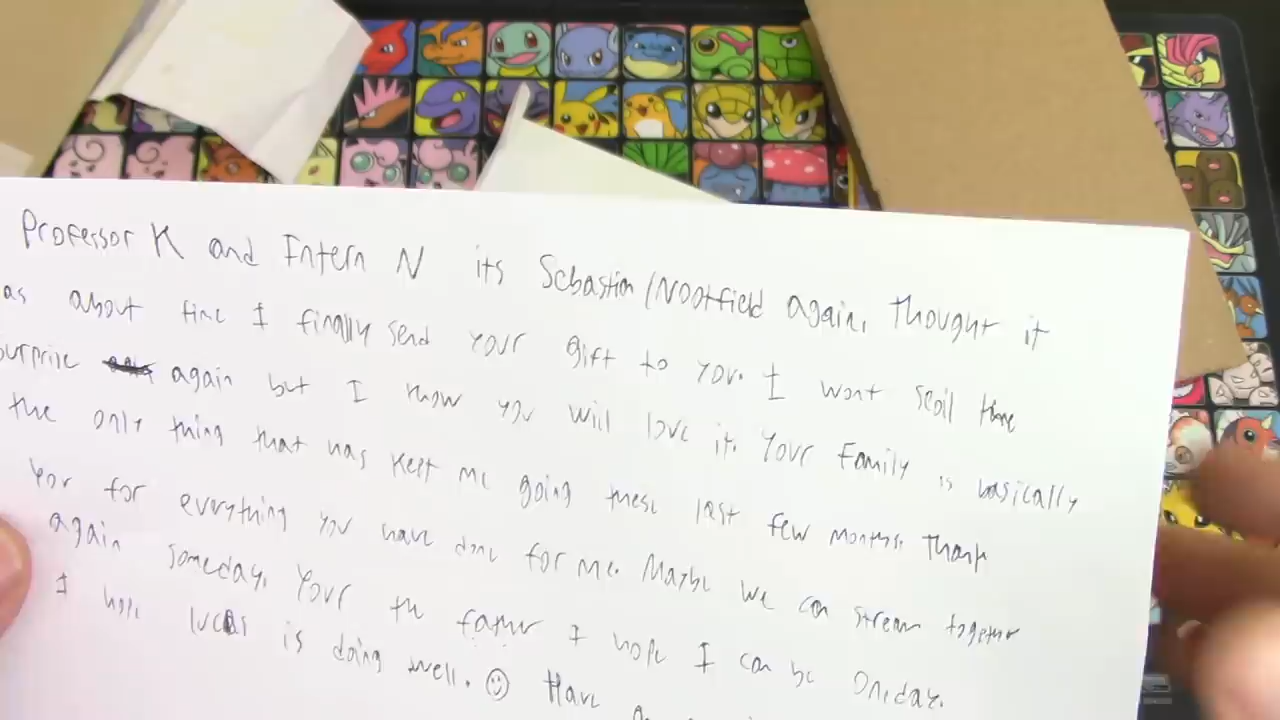 Professor K and Intern N its Sebastian/Nootfield again, thought it
as about time I finally send your gift to you. I wont spoil the
surprise again but I know you will love it. Your Family is basically
the only thing that has kept me going these last few months. Thank
you for everything you have done for me. Maybe we can stream together
again someday. Your the father I hope I can be oneday.
I hope lucas is doing well. ☺ Have